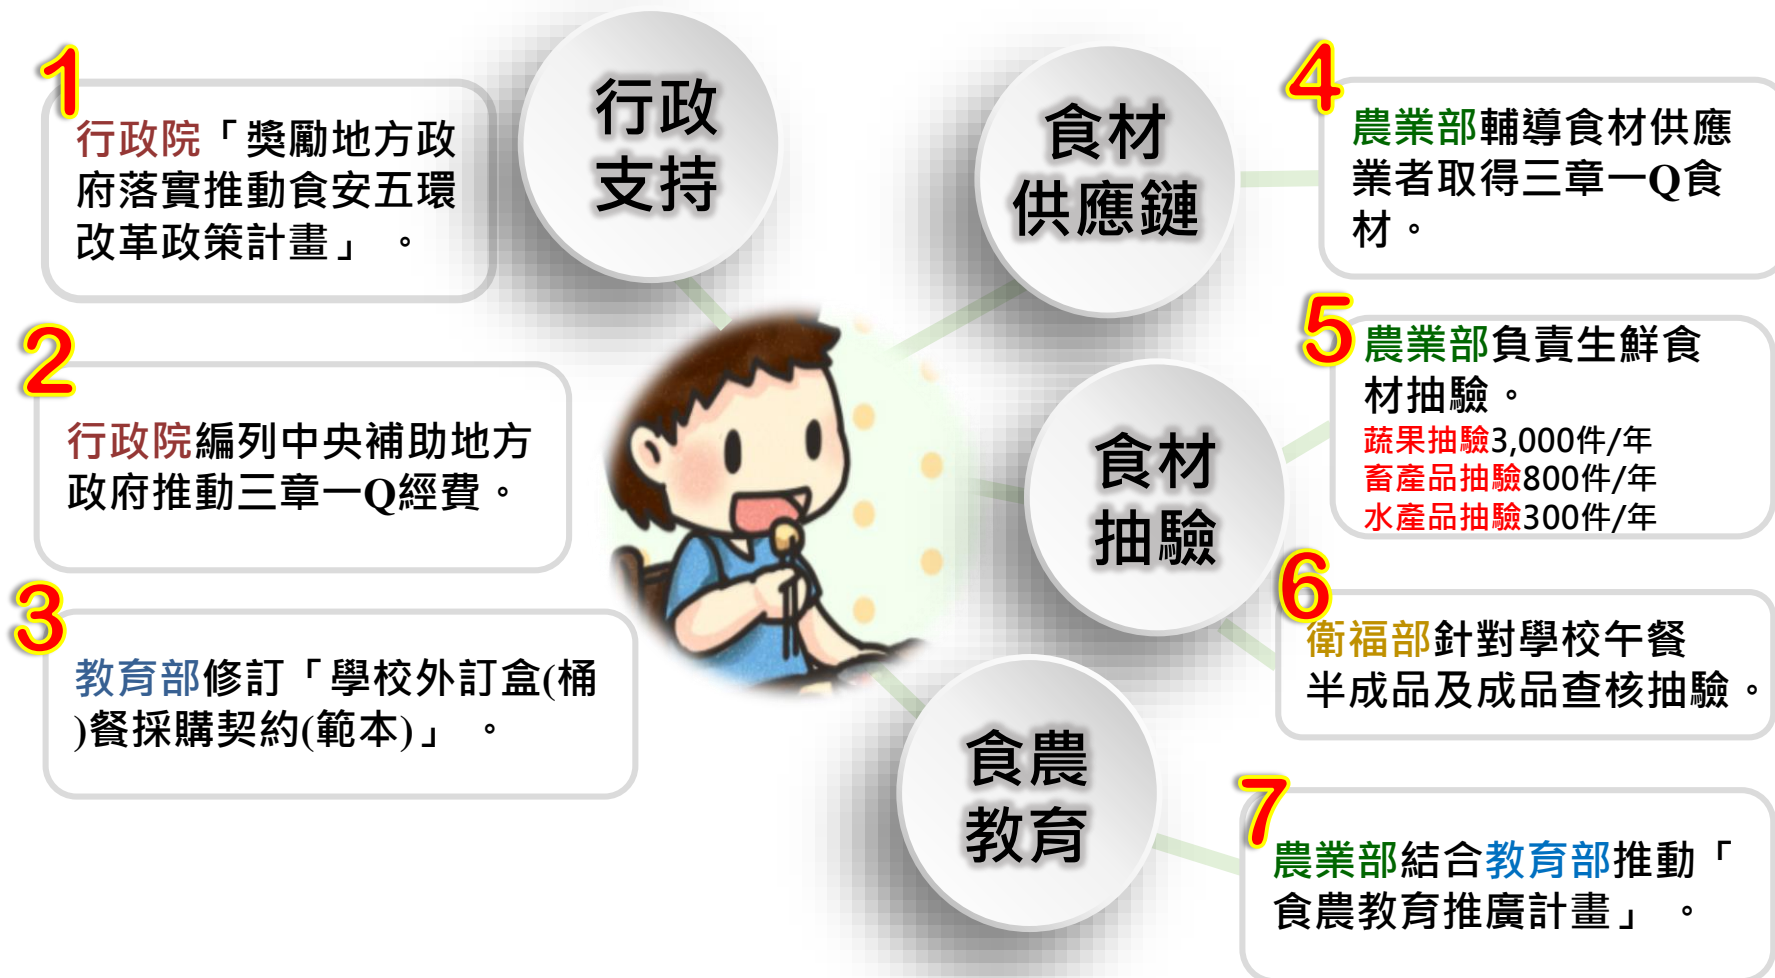 行政
支持
1
行政院「獎勵地方政
府落實推動食安五環
改革政策計畫」 。
2
行政院編列中央補助地方
政府推動三章一Q經費。
3
教育部修訂「學校外訂盒(桶
)餐採購契約(範本)」 。
食材
供應鏈
4
農業部輔導食材供應
業者取得三章一Q食
材。
食材
抽驗
5
農業部負責生鮮食
材抽驗。
蔬果抽驗3,000件/年
畜產品抽驗800件/年
水產品抽驗300件/年
6
衛福部針對學校午餐
半成品及成品查核抽驗。
食農
教育
7
農業部結合教育部推動「
食農教育推廣計畫」 。